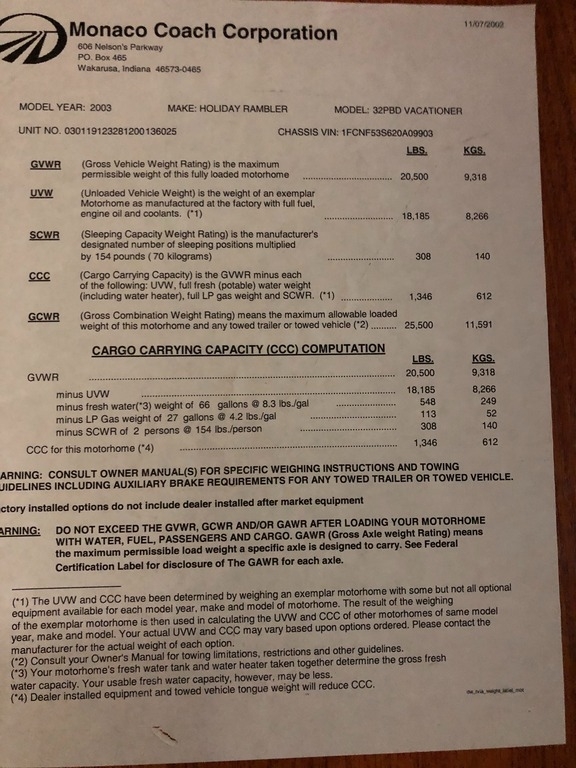 11/07/2002
Monaco Coach Corporation
606 Nelson's Parkway
PO. Box 465
Wakarusa, Indiana 46573-0465
MODEL YEAR: 2003 MAKE: HOLIDAY RAMBLER MODEL: 32PBD VACATIONER
UNIT NO. 030119123281200136025 CHASSIS VIN: 1FCNF53S620A09903
LBS. KGS.
GVWR (Gross Vehicle Weight Rating) is the maximum
permissible weight of this fully loaded motorhome ............ 20,500 9,318
UVW (Unloaded Vehicle Weight) is the weight of an exemplar
Motorhome as manufactured at the factory with full fuel,
engine oil and coolants. (*1) ............ 18,185 8,266
SCWR (Sleeping Capacity Weight Rating) is the manufacturer's
designated number of sleeping positions multiplied
by 154 pounds ( 70 kilograms) ............ 308 140
CCC (Cargo Carrying Capacity) is the GVWR minus each
of the following: UVW, full fresh (potable) water weight
(including water heater), full LP gas weight and SCWR. (*1) ............ 1,346 612
GCWR (Gross Combination Weight Rating) means the maximum allowable loaded
weight of this motorhome and any towed trailer or towed vehicle (*2) .......... 25,500 11,591
CARGO CARRYING CAPACITY (CCC) COMPUTATION
LBS. KGS.
GVWR ............ 20,500 9,318
minus UVW ............ 18,185 8,266
minus fresh water(*3) weight of 66 gallons @ 8.3 lbs./gal ............ 548 249
minus LP Gas weight of 27 gallons @ 4.2 lbs./gal ............ 113 52
minus SCWR of 2 persons @ 154 lbs./person ............ 308 140
CCC for this motorhome (*4) ............ 1,346 612
ARNING: CONSULT OWNER MANUAL(S) FOR SPECIFIC WEIGHING INSTRUCTIONS AND TOWING
UIDELINES INCLUDING AUXILIARY BRAKE REQUIREMENTS FOR ANY TOWED TRAILER OR TOWED VEHICLE.
ctory installed options do not include dealer installed after market equipment
ARNING: DO NOT EXCEED THE GVWR, GCWR AND/OR GAWR AFTER LOADING YOUR MOTORHOME
WITH WATER, FUEL, PASSENGERS AND CARGO. GAWR (Gross Axle weight Rating) means
the maximum permissible load weight a specific axle is designed to carry. See Federal
Certification Label for disclosure of The GAWR for each axle.
(*1) The UVW and CCC have been determined by weighing an exemplar motorhome with some but not all optional
equipment available for each model year, make and model of motorhome. The result of the weighing
of the exemplar motorhome is then used in calculating the UVW and CCC of other motorhomes of same model
year, make and model. Your actual UVW and CCC may vary based upon options ordered. Please contact the
manufacturer for the actual weight of each option.
(*2) Consult your Owner's Manual for towing limitations, restrictions and other guidelines.
(*3) Your motorhome's fresh water tank and water heater taken together determine the gross fresh
water capacity. Your usable fresh water capacity, however, may be less.
(*4) Dealer installed equipment and towed vehicle tongue weight will reduce CCC.